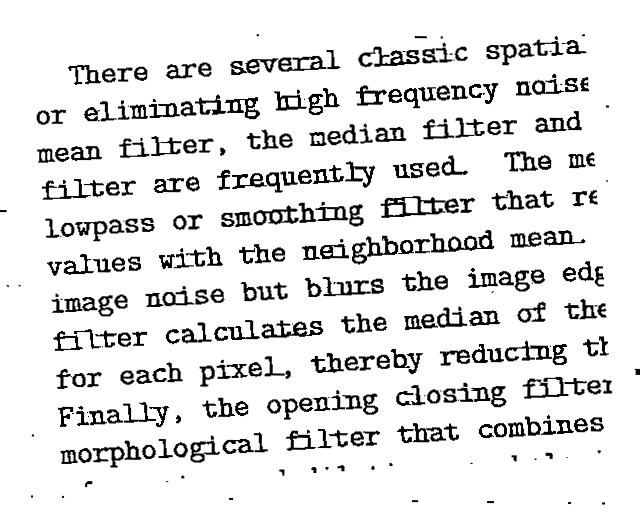 There are several classic spatia
or eliminating high frequency noise
mean filter, the median filter and
filter are frequently used. The me
lowpass or smoothing filter that re
values with the neighborhood mean.
image noise but blurs the image edg
filter calculates the median of the
for each pixel, thereby reducing th
Finally, the opening closing filter
morphological filter that combines